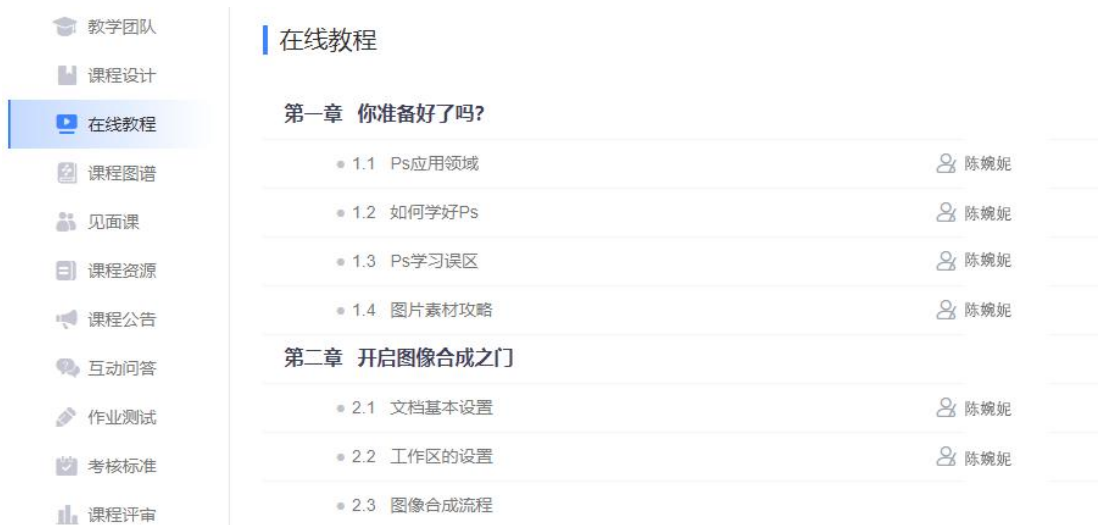 教学团队
课程设计
在线教程
课程图谱
见面课
课程资源
课程公告
互动问答
作业测试
考核标准
课程评审
在线教程
第一章 你准备好了吗?
1.1 Ps应用领域 陈婉妮
1.2 如何学好Ps 陈婉妮
1.3 Ps学习误区 陈婉妮
1.4 图片素材攻略 陈婉妮
第二章 开启图像合成之门
2.1 文档基本设置 陈婉妮
2.2 工作区的设置 陈婉妮
2.3 图像合成流程